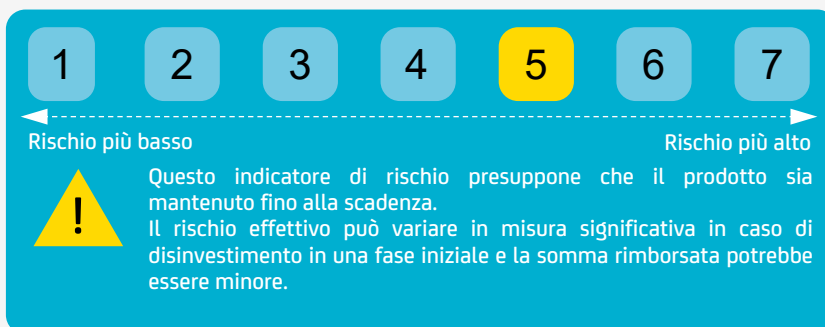 1 2 3 4 5 6 7
Rischio più basso Rischio più alto
!
Questo indicatore di rischio presuppone che il prodotto sia
mantenuto fino alla scadenza.
Il rischio effettivo può variare in misura significativa in caso di
disinvestimento in una fase iniziale e la somma rimborsata potrebbe
essere minore.